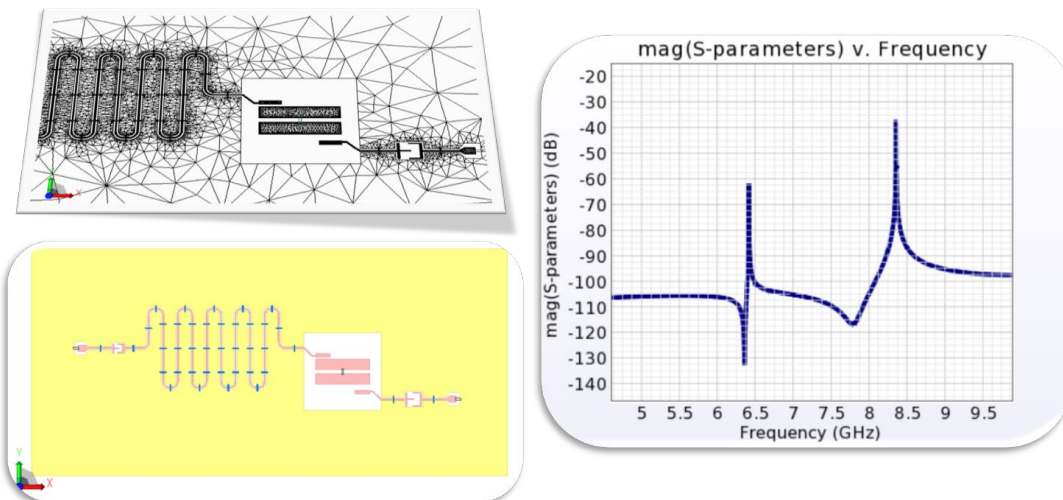 mag(S-parameters) v. Frequency
mag(S-parameters) (dB)
-20
-30
-40
-50
-60
-70
-80
-90
-100
-110
-120
-130
-140
5 5.5 6 6.5 7 7.5 8 8.5 9 9.5
Frequency (GHz)
Y
X
Y
X